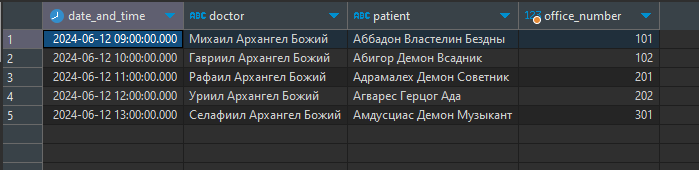 date_and_time ABC doctor ABC patient 123 office_number
1 2024-06-12 09:00:00.000 Михаил Архангел Божий Аббадон Властелин Бездны 101
2 2024-06-12 10:00:00.000 Гавриил Архангел Божий Абигор Демон Всадник 102
3 2024-06-12 11:00:00.000 Рафаил Архангел Божий Адрамалех Демон Советник 201
4 2024-06-12 12:00:00.000 Уриил Архангел Божий Агварес Герцог Ада 202
5 2024-06-12 13:00:00.000 Селафиил Архангел Божий Амдусциас Демон Музыкант 301